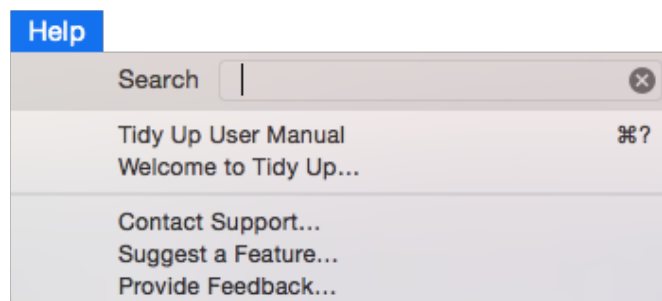 Help
Search
Tidy Up User Manual ⌘?
Welcome to Tidy Up...
Contact Support...
Suggest a Feature...
Provide Feedback...